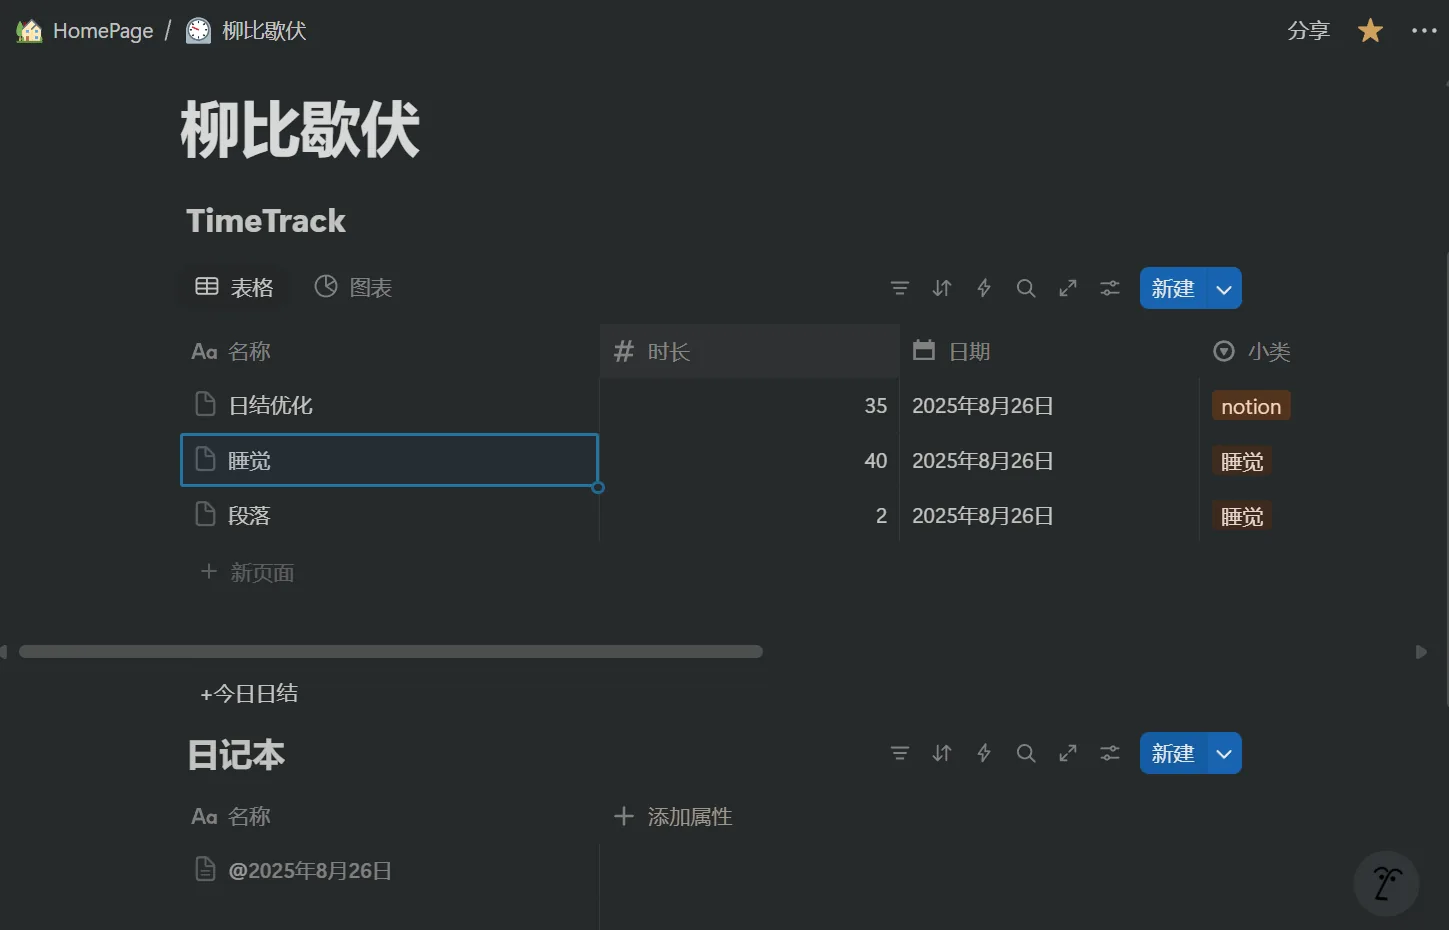 HomePage / 柳比歇伏
分享
柳比歇伏
TimeTrack
表格 图表
新建
Aa 名称 # 时长 日期 小类
日结优化 35 2025年8月26日 notion
睡觉 40 2025年8月26日 睡觉
段落 2 2025年8月26日 睡觉
+ 新页面
+今日日结
日记本
新建
Aa 名称 + 添加属性
@2025年8月26日